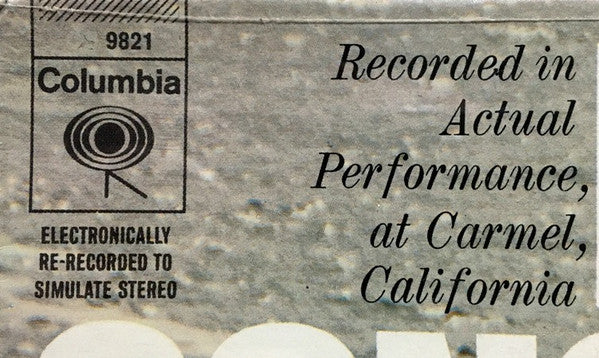 9821
Columbia
ELECTRONICALLY
RE-RECORDED TO
SIMULATE STEREO
Recorded in
Actual
Performance,
at Carmel,
California